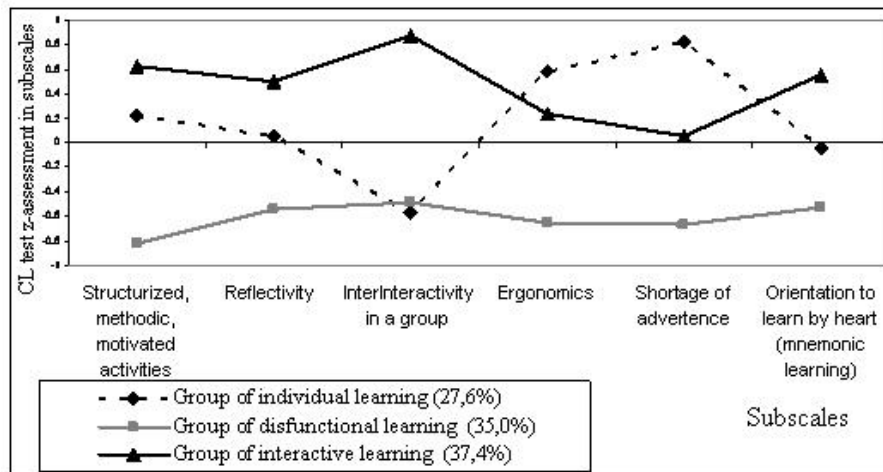 CL test z-assessment in subscales
1
0.8
0.6
0.4
0.2
0
-0.2
-0.4
-0.6
-0.8
-1
Structurized,
methodic,
motivated
activities
Reflectivity
InterInteractivity
in a group
Ergonomics
Shortage of
advertence
Orientation to
learn by heart
(mnemonic
learning)
Group of individual learning (27,6%)
Group of disfunctional learning (35,0%)
Group of interactive learning (37,4%)
Subscales